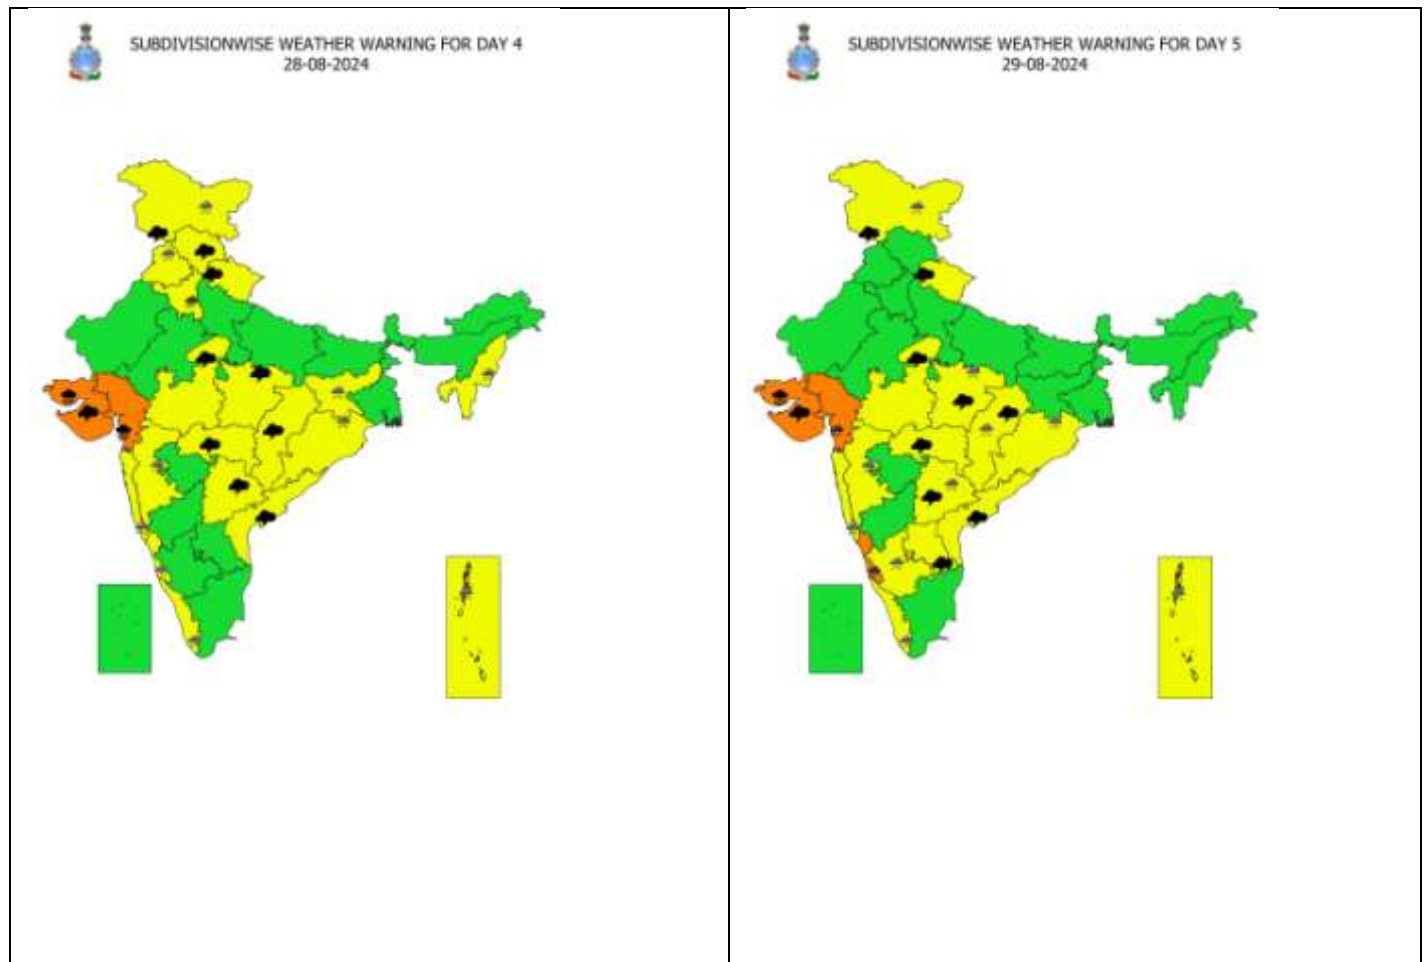 SUBDIVISIONWISE WEATHER WARNING FOR DAY 4
28-08-2024
SUBDIVISIONWISE WEATHER WARNING FOR DAY 5
29-08-2024